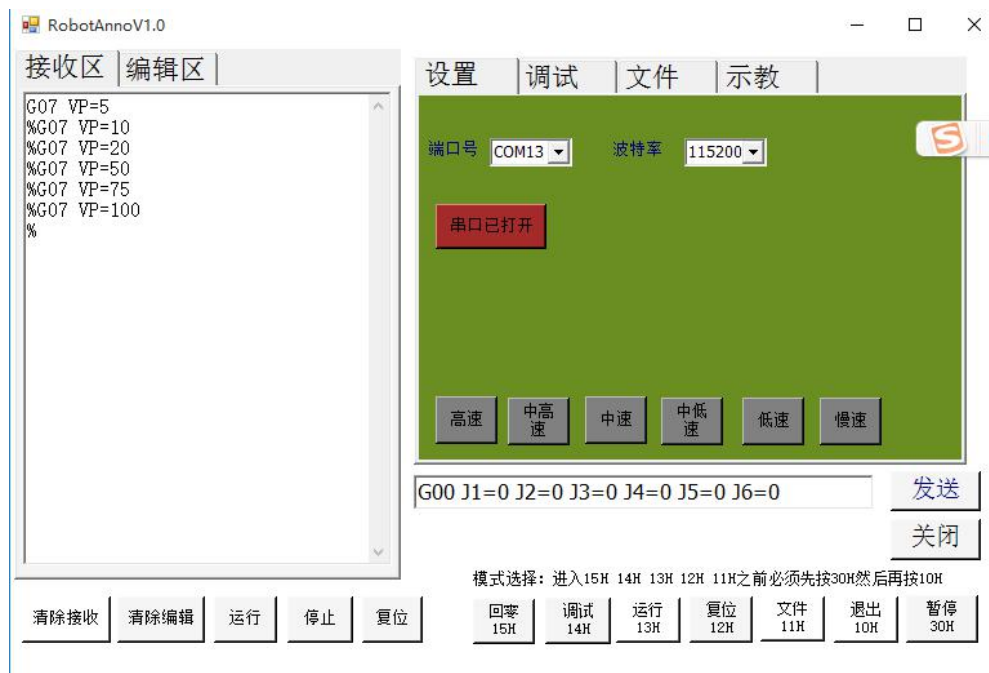 RobotAnnoV1.0
接收区 编辑区
G07 VP=5
%G07 VP=10
%G07 VP=20
%G07 VP=50
%G07 VP=75
%G07 VP=100
%
设置 调试 文件 示教
端口号 COM13 波特率 115200
串口已打开
高速 中高速 中速 中低速 低速 慢速
G00 J1=0 J2=0 J3=0 J4=0 J5=0 J6=0 发送
关闭
模式选择：进入15H 14H 13H 12H 11H之前必须先按30H然后再按10H
清除接收 清除编辑 运行 停止 复位
回零 调试 运行 复位 文件 退出 暂停
15H 14H 13H 12H 11H 10H 30H